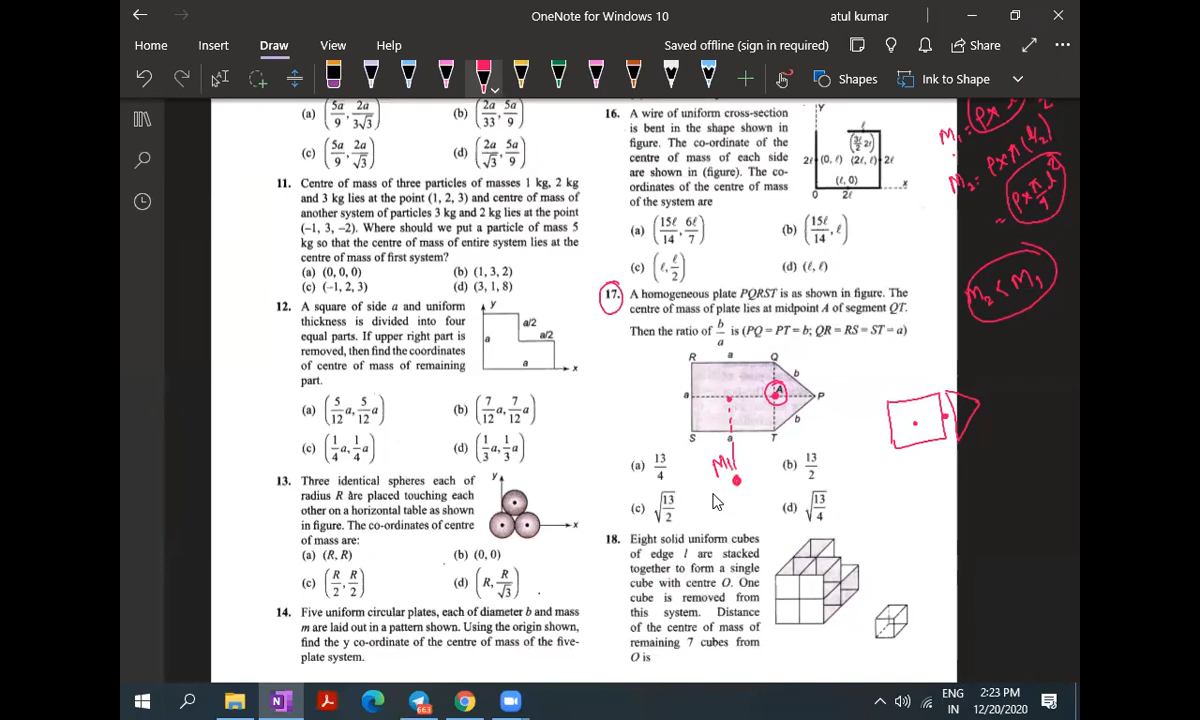 OneNote for Windows 10
atul kumar
Home Insert Draw View Help
Saved offline (sign in required)
Share
Shapes
Ink to Shape
(a) (5a/9, 2a/3√3) (b) (2a/33, 5a/9)
(c) (5a/9, 2a/√3) (d) (2a/√3, 5a/9)
11. Centre of mass of three particles of masses 1 kg, 2 kg
and 3 kg lies at the point (1, 2, 3) and centre of mass of
another system of particles 3 kg and 2 kg lies at the point
(−1, 3, −2). Where should we put a particle of mass 5
kg so that the centre of mass of entire system lies at the
centre of mass of first system?
(a) (0, 0, 0) (b) (1, 3, 2)
(c) (−1, 2, 3) (d) (3, 1, 8)
12. A square of side a and uniform
thickness is divided into four
equal parts. If upper right part is
removed, then find the coordinates
of centre of mass of remaining
part.
Y
a/2
a/2
a
a
x
(a) (5/12 a, 5/12 a) (b) (7/12 a, 7/12 a)
(c) (1/4 a, 1/4 a) (d) (1/3 a, 1/3 a)
13. Three identical spheres each of
radius R are placed touching each
other on a horizontal table as shown
in figure. The co-ordinates of centre
of mass are:
y
x
(a) (R, R) (b) (0, 0)
(c) (R/2, R/2) (d) (R, R/√3)
14. Five uniform circular plates, each of diameter b and mass
m are laid out in a pattern shown. Using the origin shown,
find the y co-ordinate of the centre of mass of the five-
plate system.
16. A wire of uniform cross-section
is bent in the shape shown in
figure. The co-ordinate of the
centre of mass of each side
are shown in (figure). The co-
ordinates of the centre of mass
of the system are
Y
ℓ
2ℓ (0, ℓ) (2ℓ, ℓ) 2ℓ
(ℓ, 0)
0 2ℓ
x
(a) (15ℓ/14, 6ℓ/7) (b) (15ℓ/14, ℓ)
(c) (ℓ, ℓ/2) (d) (ℓ, ℓ)
17. A homogeneous plate PQRST is as shown in figure. The
centre of mass of plate lies at midpoint A of segment QT.
Then the ratio of b/a is (PQ = PT = b; QR = RS = ST = a)
R a Q
b
a A P
b
S a T
M1
(a) 13/4 (b) 13/2
(c) √13/2 (d) √13/4
18. Eight solid uniform cubes
of edge l are stacked
together to form a single
cube with centre O. One
cube is removed from
this system. Distance
of the centre of mass of
remaining 7 cubes from
O is
M2 < M1
663
ENG
IN
2:23 PM
12/20/2020